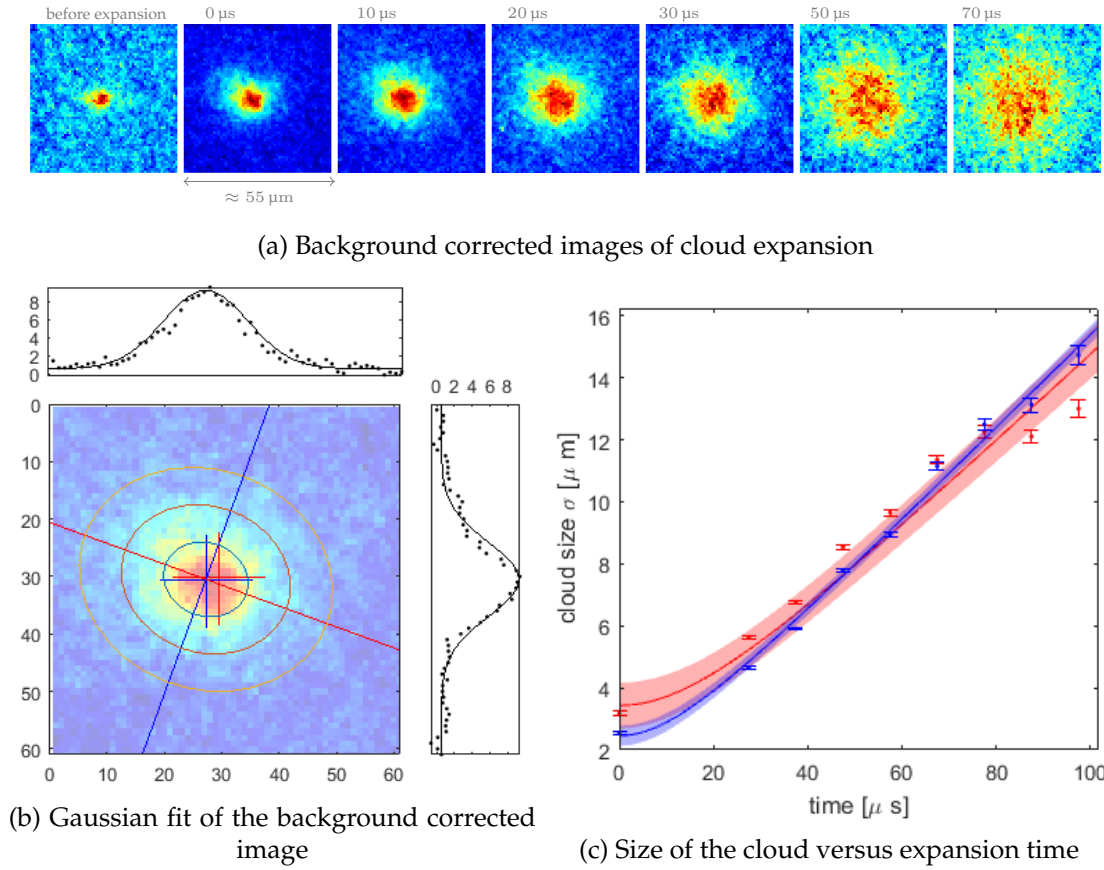 before expansion 0 µs 10 µs 20 µs 30 µs 50 µs 70 µs
≈ 55 µm
(a) Background corrected images of cloud expansion
8
6
4
2
0
0 2 4 6 8
0
10
20
30
40
50
60
0 10 20 30 40 50 60
(b) Gaussian fit of the background corrected
image
16
14
12
10
8
6
4
2
cloud size σ [μ m]
0 20 40 60 80 100
time [μ s]
(c) Size of the cloud versus expansion time